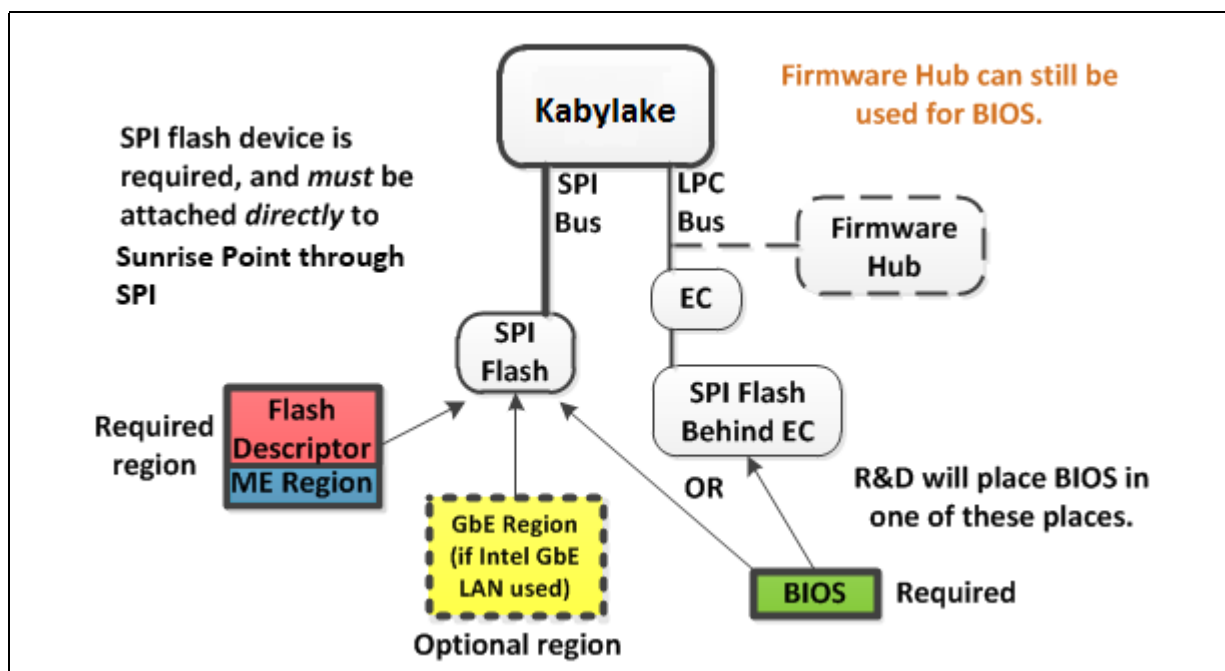 Kabylake
Firmware Hub can still be
used for BIOS.
SPI flash device is
required, and must be
attached directly to
Sunrise Point through
SPI
SPI
Bus
LPC
Bus
Firmware
Hub
EC
SPI
Flash
SPI Flash
Behind EC
Required
region
Flash
Descriptor
ME Region
OR
R&D will place BIOS in
one of these places.
GbE Region
(if Intel GbE
LAN used)
Optional region
BIOS
Required